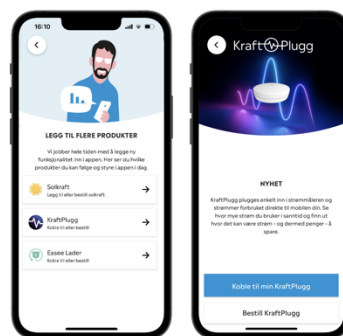 16:10
LEGG TIL FLERE PRODUKTER
Vi jobber hele tiden med å legge ny
funksjonalitet inn i appen. Her ser du hvilke
produkter du kan følge og styre i appen i dag.
Solkraft
Legg til eller bestill solkraft.
KraftPlugg
Koble til eller bestill
Easee Lader
Koble til eller bestill
Kraft Plugg
NYHET
KraftPlugg plugges enkelt inn i strømmåleren og
strømmer forbruket direkte til mobilen din. Se
hvor mye strøm du bruker i sanntid og finn ut
hvor det kan være strøm - og dermed penger - å
spare.
Koble til min KraftPlugg
Bestill KraftPlugg